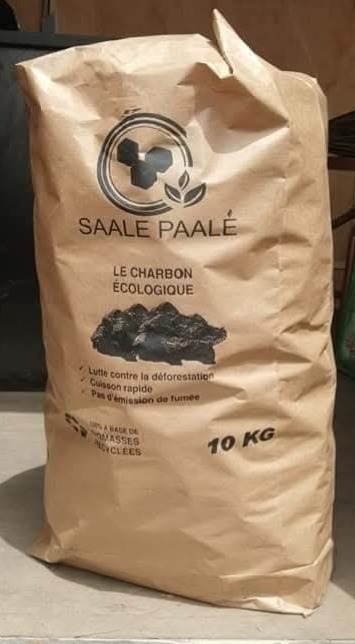 SAALE PAALÉ
LE CHARBON
ÉCOLOGIQUE
Lutte contre la déforestation
Cuisson rapide
Pas d'émission de fumée
100% A BASE DE
BIOMASSES
RECYCLÉES
10 KG